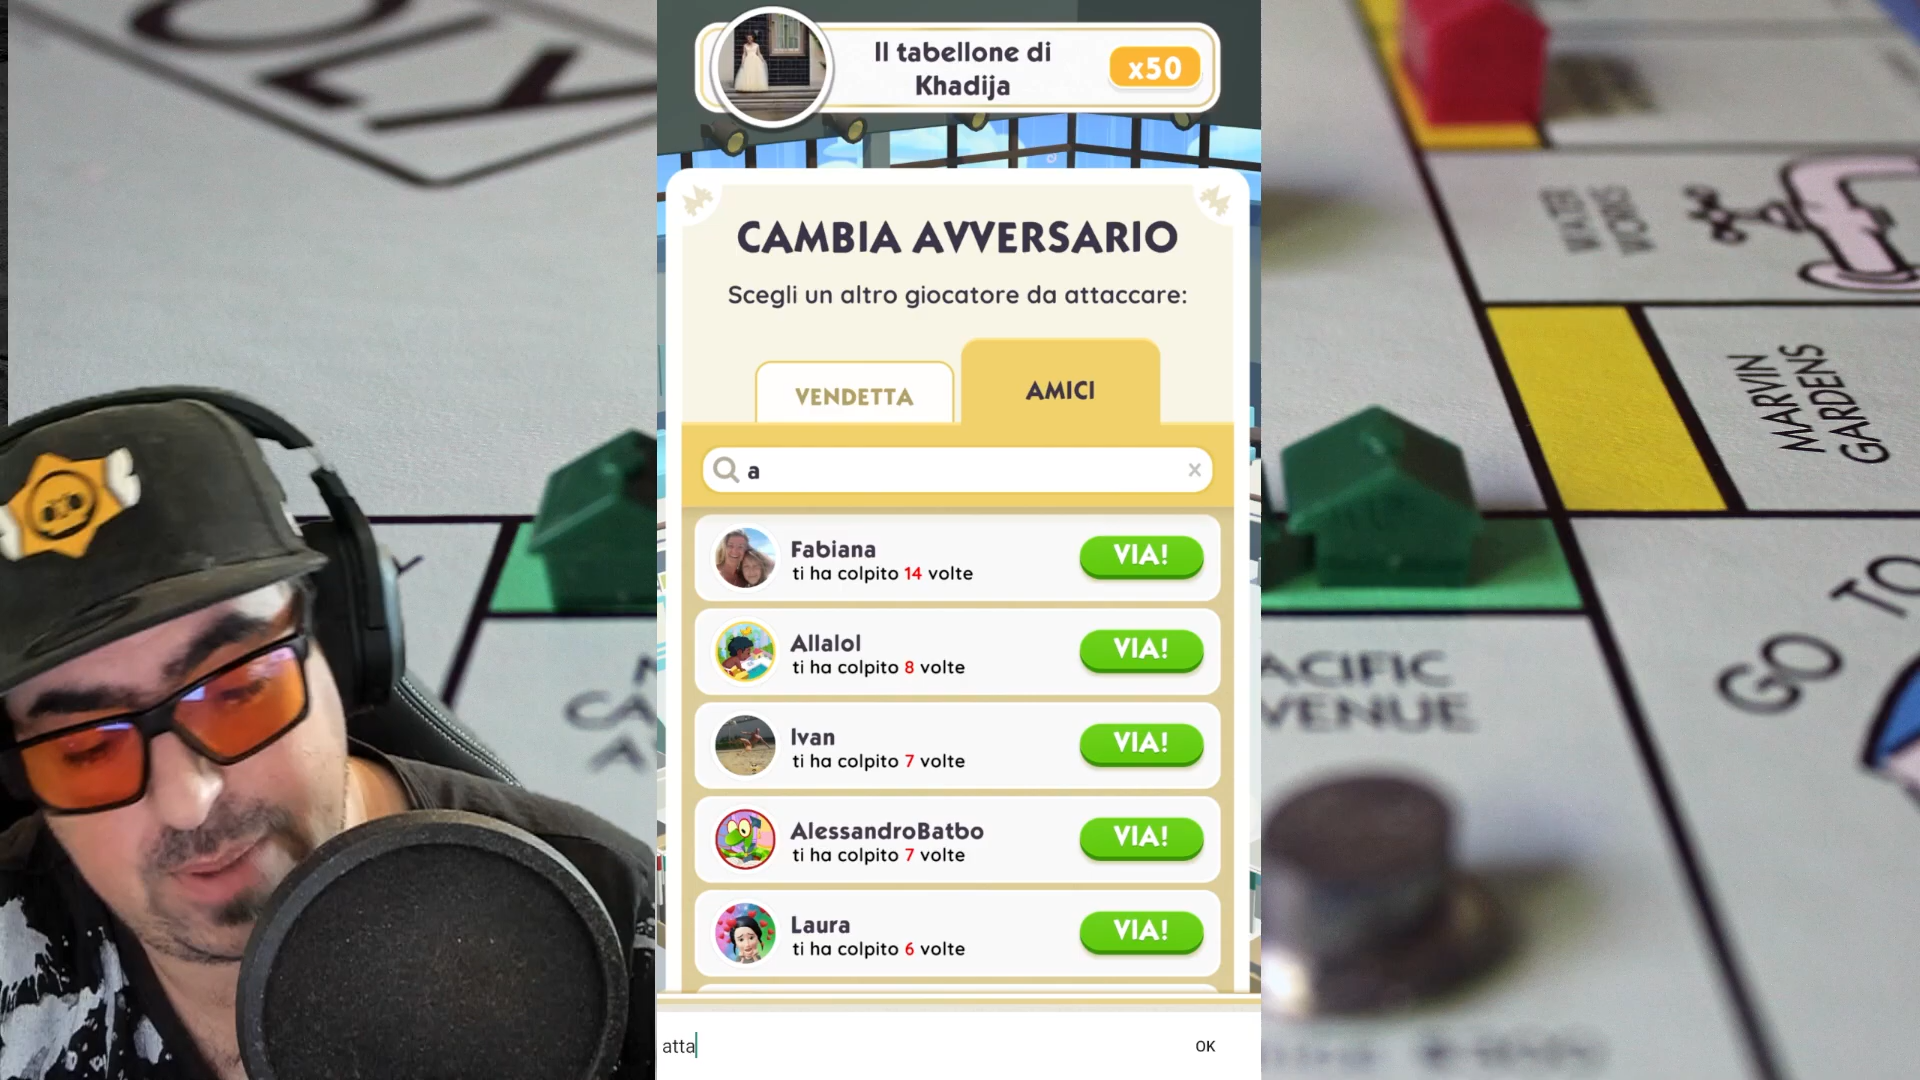 OLY
Il tabellone di
Khadija
x50
CAMBIA AVVERSARIO
Scegli un altro giocatore da attaccare:
VENDETTA
AMICI
a
Fabiana
ti ha colpito 14 volte
VIA!
Allalol
ti ha colpito 8 volte
VIA!
Ivan
ti ha colpito 7 volte
VIA!
AlessandroBatbo
ti ha colpito 7 volte
VIA!
Laura
ti ha colpito 6 volte
VIA!
atta
OK
WATER
WORKS
MARVIN
GARDENS
GO TO
ACIFIC
VENUE